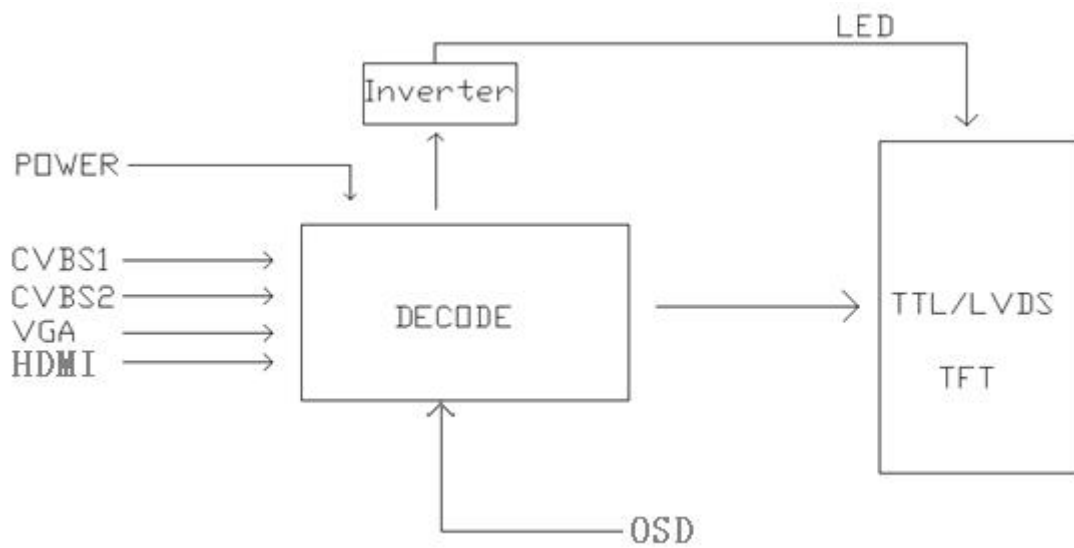 LED
Inverter
POWER
CVBS1
CVBS2
VGA
HDMI
DECODE
TTL/LVDS
TFT
OSD